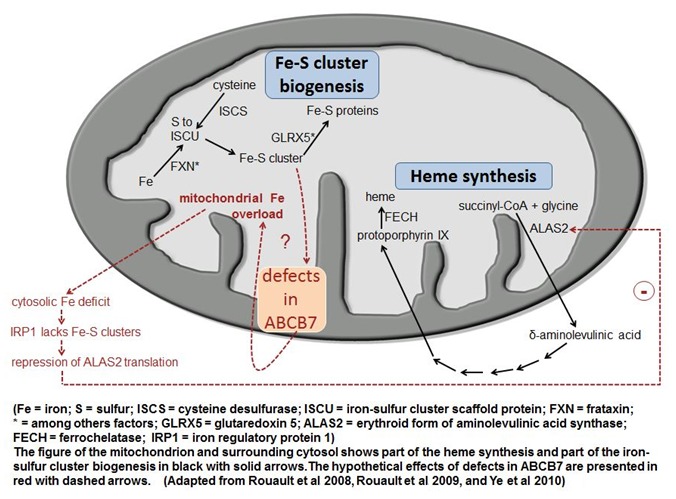 Fe-S cluster
biogenesis
cysteine
ISCS
Fe-S proteins
S to
ISCU
GLRX5*
Fe-S cluster
FXN*
Fe
Heme synthesis
mitochondrial Fe
overload
?
heme
FECH
protoporphyrin IX
succinyl-CoA + glycine
ALAS2
defects
in
ABCB7
-
cytosolic Fe deficit
IRP1 lacks Fe-S clusters
repression of ALAS2 translation
δ-aminolevulinic acid
(Fe = iron; S = sulfur; ISCS = cysteine desulfurase; ISCU = iron-sulfur cluster scaffold protein; FXN = frataxin;
* = among others factors; GLRX5 = glutaredoxin 5; ALAS2 = erythroid form of aminolevulinic acid synthase;
FECH = ferrochelatase; IRP1 = iron regulatory protein 1)
The figure of the mitochondrion and surrounding cytosol shows part of the heme synthesis and part of the iron-
sulfur cluster biogenesis in black with solid arrows.The hypothetical effects of defects in ABCB7 are presented in
red with dashed arrows. (Adapted from Rouault et al 2008, Rouault et al 2009, and Ye et al 2010)